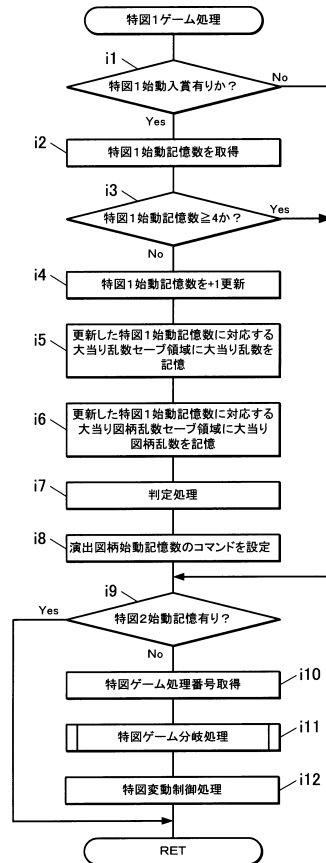 特図1ゲーム処理
i1
特図1始動入賞有りか?
No
Yes
i2
特図1始動記憶数を取得
i3
特図1始動記憶数≧4か?
Yes
No
i4
特図1始動記憶数を+1更新
i5
更新した特図1始動記憶数に対応する
大当り乱数セーブ領域に大当り乱数を
記憶
i6
更新した特図1始動記憶数に対応する
大当り図柄乱数セーブ領域に大当り
図柄乱数を記憶
i7
判定処理
i8
演出図柄始動記憶数のコマンドを設定
i9
Yes
特図2始動記憶有り?
No
i10
特図ゲーム処理番号取得
i11
特図ゲーム分岐処理
i12
特図変動制御処理
RET